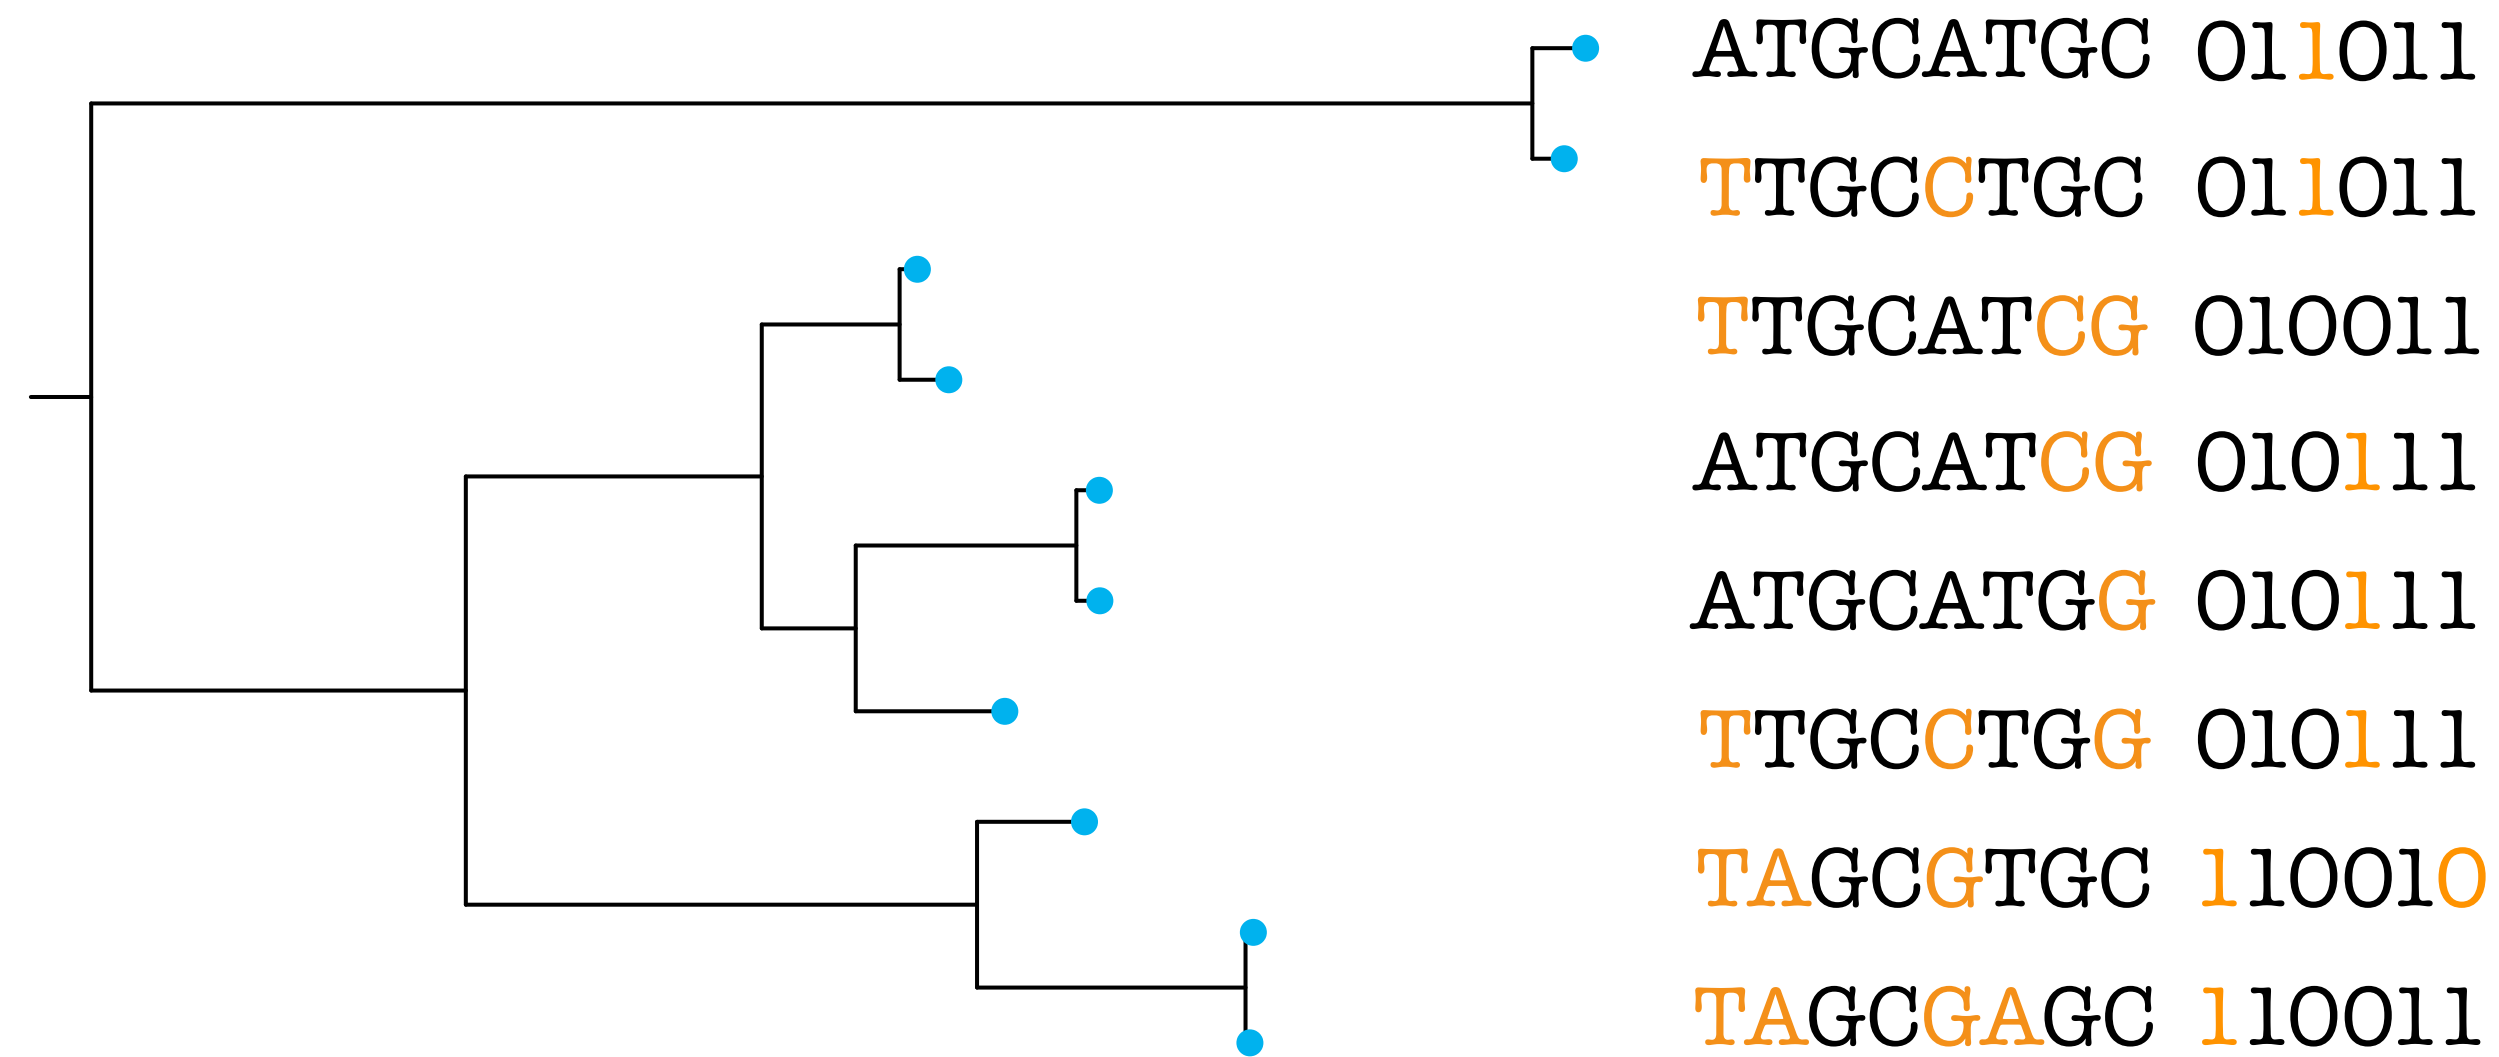 ATGCATGC 011011
TTGCCTGC 011011
TTGCATCG 010011
ATGCATCG 010111
ATGCATGG 010111
TTGCCTGG 010111
TAGCGTGC 110010
TAGCGAGC 110011